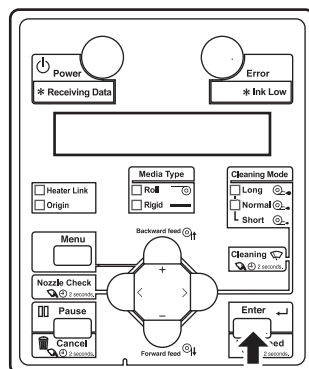 Power
Error
* Receiving Data
* Ink Low
Media Type
Cleaning Mode
Heater Link
Origin
Roll
Rigid
Long
Normal
Short
Menu
Backward feed
Cleaning
2 seconds.
Nozzle Check
2 seconds.
+
< >
−
Pause
Enter
Cancel
2 seconds.
Forward feed